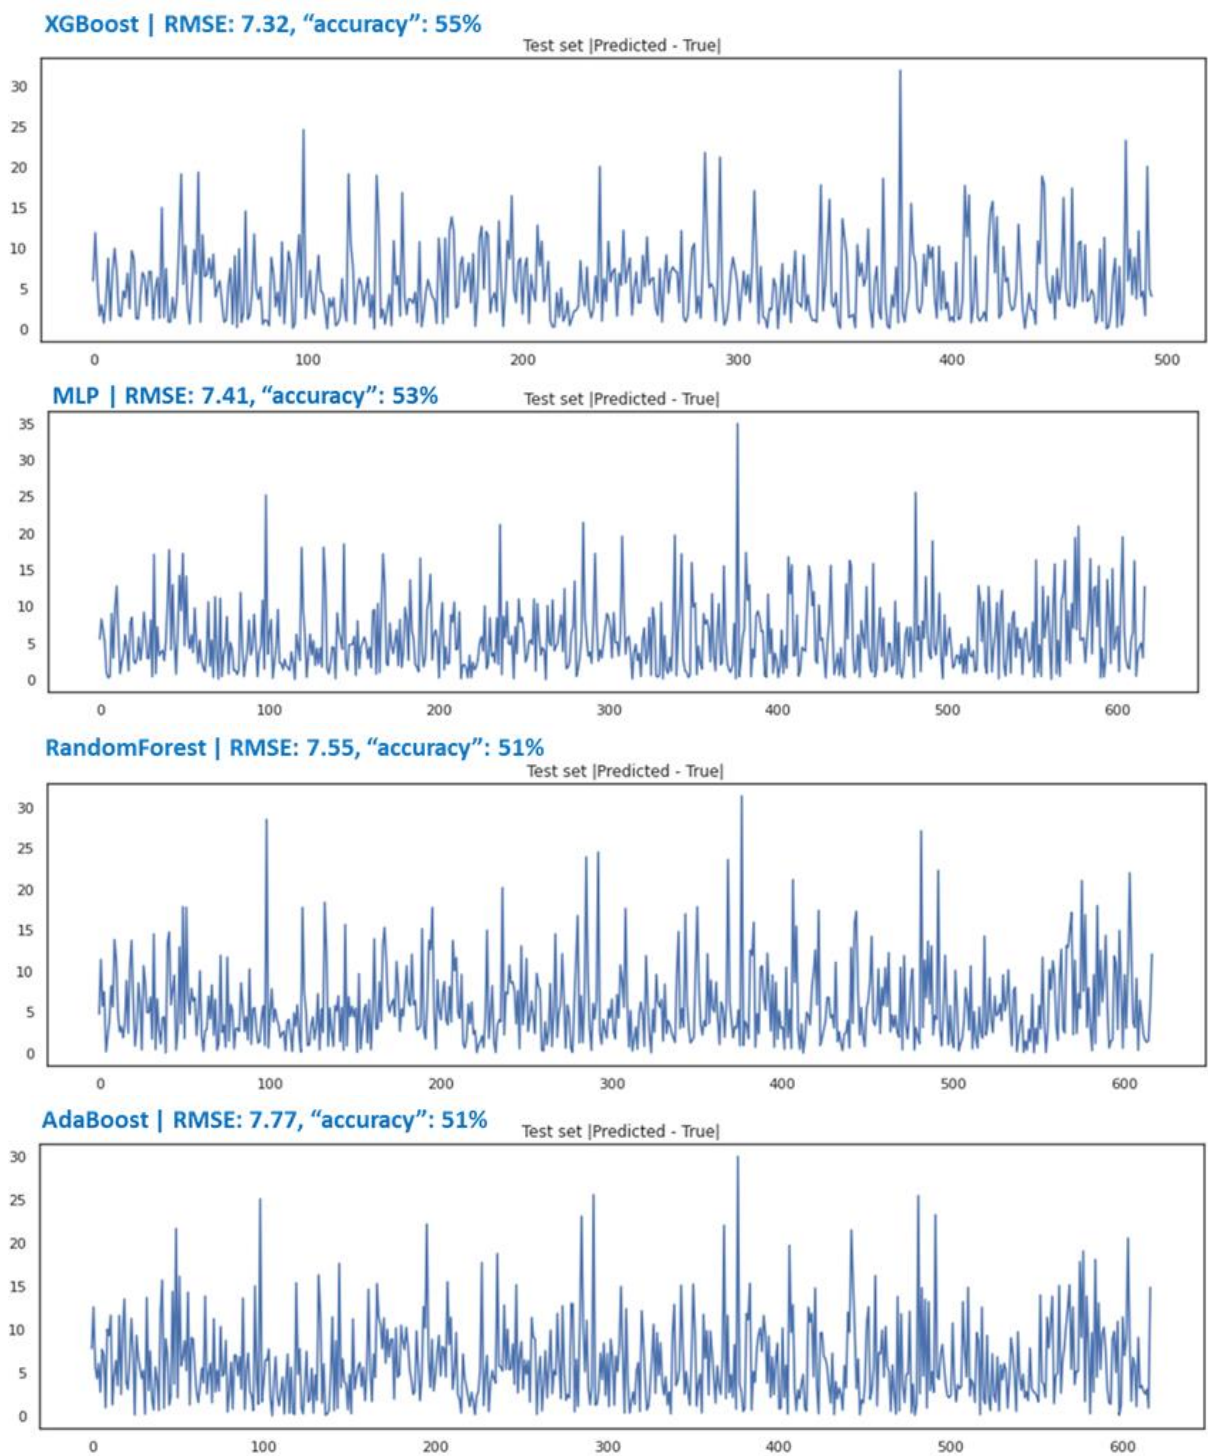 XGBoost | RMSE: 7.32, “accuracy”: 55%
Test set |Predicted - True|
30
25
20
15
10
5
0
0 100 200 300 400 500
MLP | RMSE: 7.41, “accuracy”: 53%
Test set |Predicted - True|
35
30
25
20
15
10
5
0
0 100 200 300 400 500 600
RandomForest | RMSE: 7.55, “accuracy”: 51%
Test set |Predicted - True|
30
25
20
15
10
5
0
0 100 200 300 400 500 600
AdaBoost | RMSE: 7.77, “accuracy”: 51%
Test set |Predicted - True|
30
25
20
15
10
5
0
0 100 200 300 400 500 600